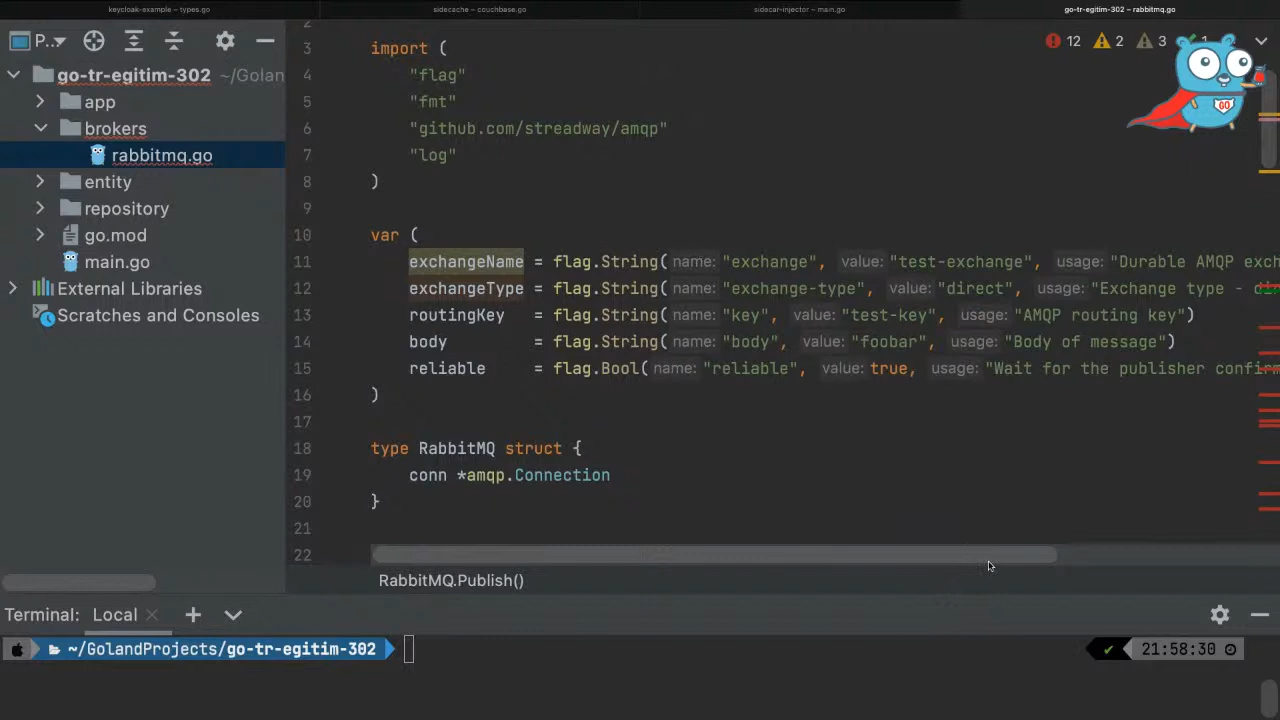 keycloak-example – types.go
sidecache – couchbase.go
sidecar-injector – main.go
go-tr-egitim-302 – rabbitmq.go
P...
go-tr-egitim-302 ~/Golan
app
brokers
rabbitmq.go
entity
repository
go.mod
main.go
External Libraries
Scratches and Consoles
12 2 3 1
GO
2
3 import (
4 "flag"
5 "fmt"
6 "github.com/streadway/amqp"
7 "log"
8 )
9
10 var (
11 exchangeName = flag.String( name: "exchange", value: "test-exchange", usage: "Durable AMQP exch
12 exchangeType = flag.String( name: "exchange-type", value: "direct", usage: "Exchange type - di
13 routingKey = flag.String( name: "key", value: "test-key", usage: "AMQP routing key")
14 body = flag.String( name: "body", value: "foobar", usage: "Body of message")
15 reliable = flag.Bool( name: "reliable", value: true, usage: "Wait for the publisher confirm
16 )
17
18 type RabbitMQ struct {
19 conn *amqp.Connection
20 }
21
22
RabbitMQ.Publish()
Terminal: Local
~/GolandProjects/go-tr-egitim-302
21:58:30